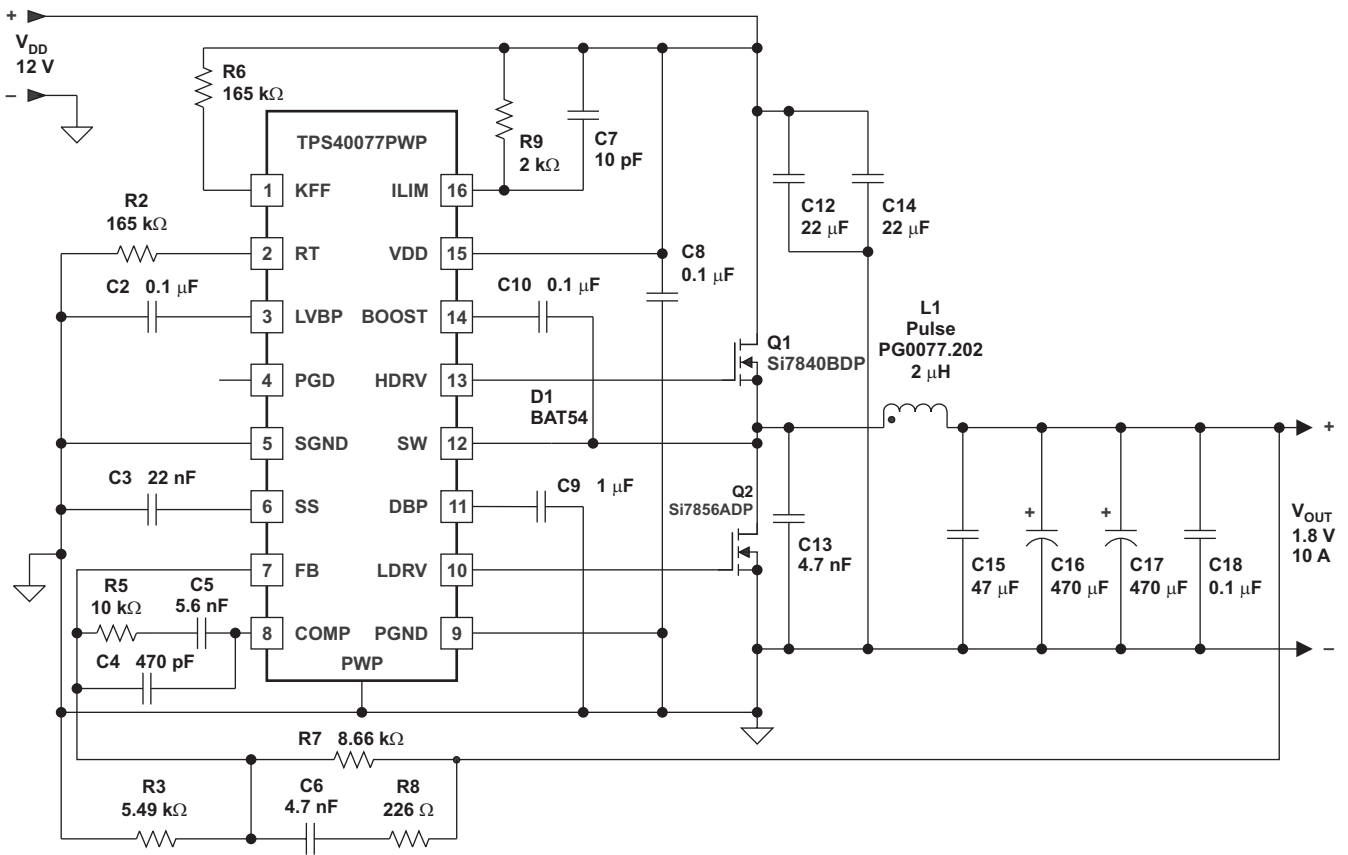 +
V_DD
12 V
–
R6
165 kΩ
TPS40077PWP
R9
2 kΩ
C7
10 pF
1 KFF
ILIM 16
R2
165 kΩ
2 RT
VDD 15
C12
22 μF
C14
22 μF
C8
0.1 μF
C2 0.1 μF
3 LVBP
BOOST 14
C10 0.1 μF
L1
Pulse
PG0077.202
2 μH
4 PGD
HDRV 13
Q1
Si7840BDP
D1
BAT54
5 SGND
SW 12
+
C3 22 nF
6 SS
DBP 11
C9 1 μF
Q2
Si7856ADP
C13
4.7 nF
C15
47 μF
+
C16
470 μF
+
C17
470 μF
C18
0.1 μF
V_OUT
1.8 V
10 A
7 FB
LDRV 10
R5
10 kΩ
C5
5.6 nF
8 COMP
PGND 9
C4 470 pF
PWP
–
R7 8.66 kΩ
R3
5.49 kΩ
C6
4.7 nF
R8
226 Ω